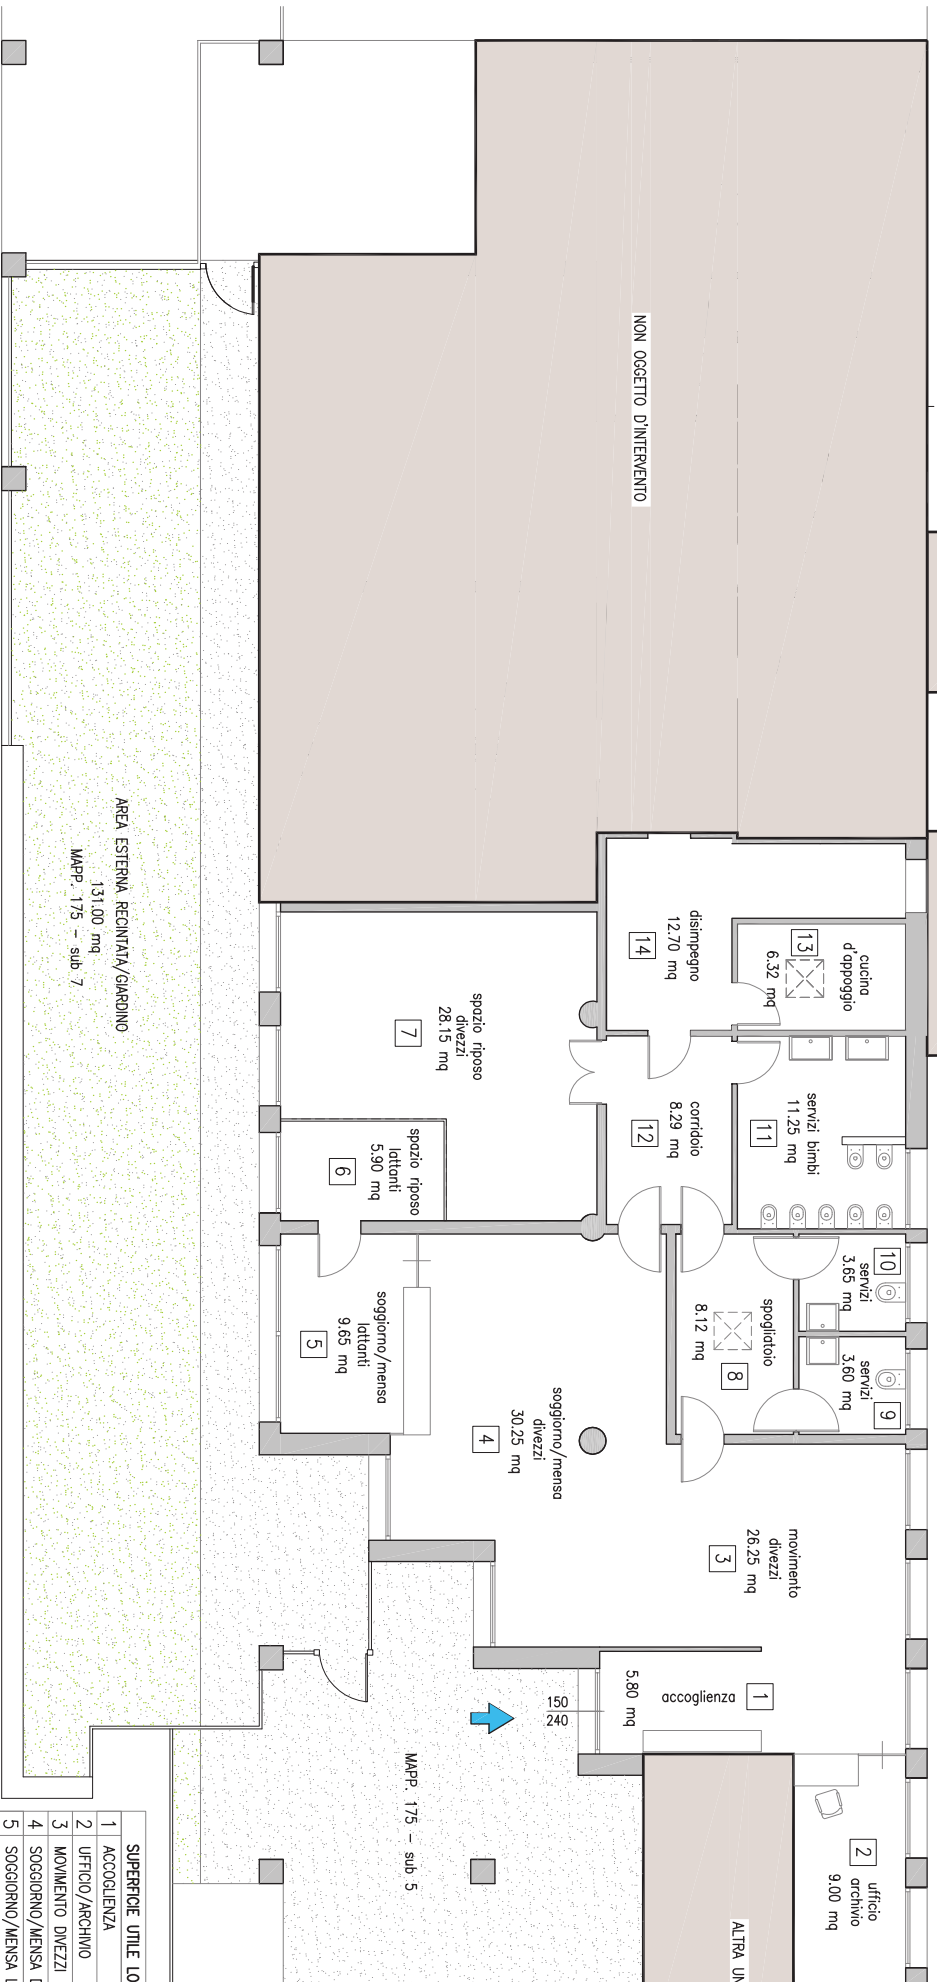 NON OGGETTO D'INTERVENTO
AREA ESTERNA RECINTATA/GIARDINO
131.00 mq
MAPP. 175 - sub 7
cucina
d'appoggio
6.32 mq
13
disimpegno
12.70 mq
14
servizi bimbi
11.25 mq
11
corridoio
8.29 mq
12
spazio riposo
divezzi
28.15 mq
7
spazio riposo
lattanti
5.90 mq
6
10
servizi
3.65 mq
servizi
3.60 mq
9
spogliatoio
8.12 mq
8
soggiorno/mensa
lattanti
9.65 mq
5
soggiorno/mensa
divezzi
30.25 mq
4
movimento
divezzi
26.25 mq
3
1
accoglienza
5.80 mq
150
240
MAPP. 175 - sub 5
2
ufficio
archivio
9.00 mq
ALTRA
SUPERFICIE UTILE
1 ACCOGLIENZA
2 UFFICIO/ARCHIVIO
3 MOVIMENTO DIVEZZI
4 SOGGIORNO/MENSA
5 SOGGIORNO/MENSA